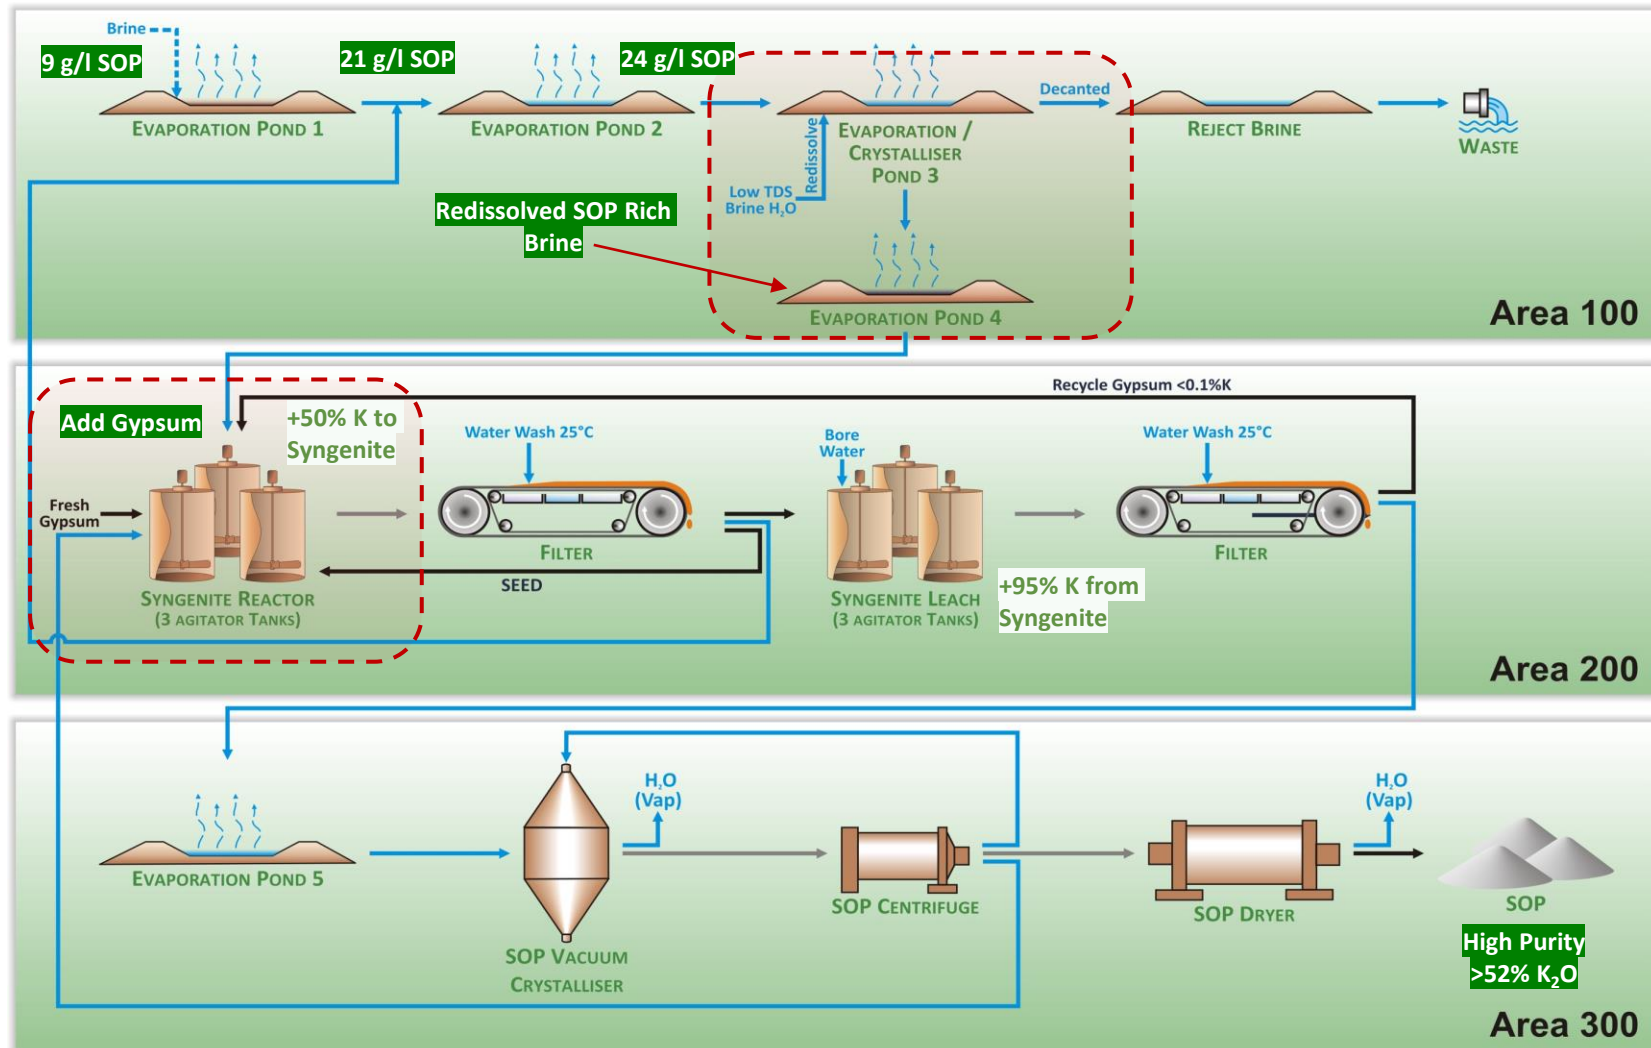 Brine
9 g/l SOP
21 g/l SOP
24 g/l SOP
EVAPORATION POND 1
EVAPORATION POND 2
Redissolve
Low TDS
Brine H₂O
EVAPORATION /
CRYSTALLISER
POND 3
Decanted
REJECT BRINE
WASTE
Redissolved SOP Rich
Brine
EVAPORATION POND 4
Area 100
Recycle Gypsum <0.1%K
Add Gypsum
+50% K to
Syngenite
Fresh
Gypsum
SYNGENITE REACTOR
(3 AGITATOR TANKS)
Water Wash 25°C
FILTER
SEED
Bore
Water
SYNGENITE LEACH
(3 AGITATOR TANKS)
+95% K from
Syngenite
Water Wash 25°C
FILTER
Area 200
EVAPORATION POND 5
SOP VACUUM
CRYSTALLISER
H₂O
(Vap)
SOP CENTRIFUGE
SOP DRYER
H₂O
(Vap)
SOP
High Purity
>52% K₂O
Area 300